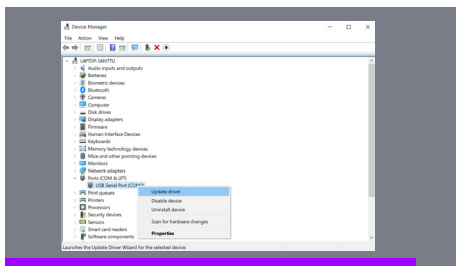 Device Manager
File Action View Help
LAPTOP-SANTTU
Audio inputs and outputs
Batteries
Biometric devices
Bluetooth
Cameras
Computer
Disk drives
Display adapters
Firmware
Human Interface Devices
Keyboards
Memory technology devices
Mice and other pointing devices
Monitors
Network adapters
Ports (COM & LPT)
USB Serial Port
Update driver
Print queues
Disable device
Printers
Uninstall device
Processors
Security devices
Scan for hardware changes
Sensors
Smart card readers
Properties
Software components
Launches the Update Driver Wizard for the selected device.